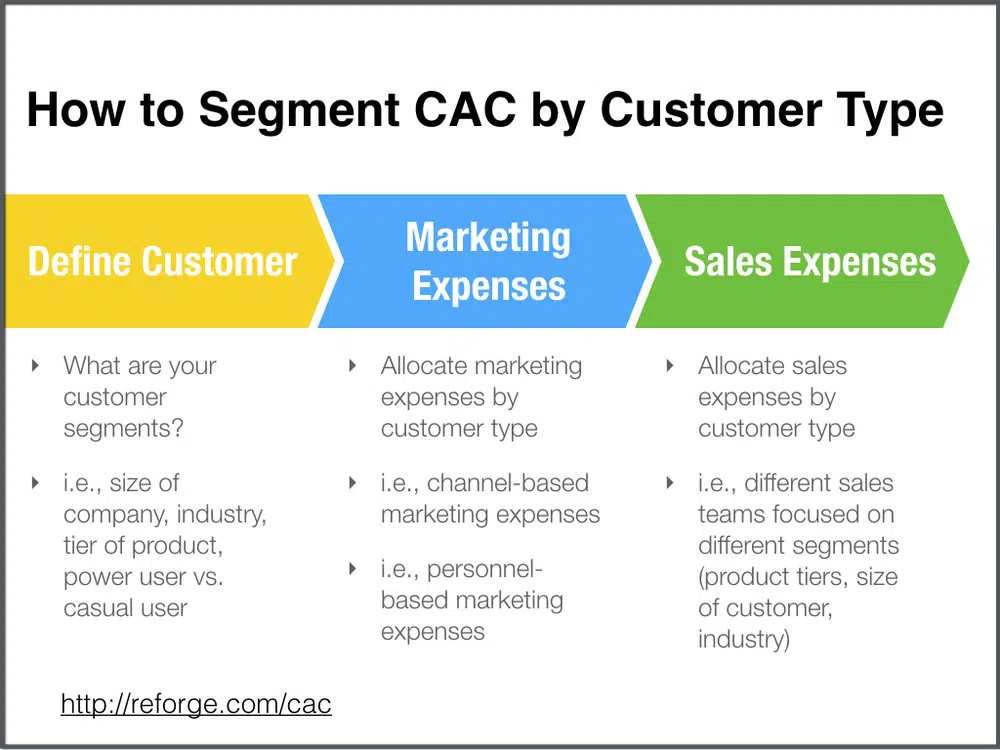 How to Segment CAC by Customer Type
Define Customer
Marketing
Expenses
Sales Expenses
What are your
customer
segments?
i.e., size of
company, industry,
tier of product,
power user vs.
casual user
Allocate marketing
expenses by
customer type
i.e., channel-based
marketing expenses
i.e., personnel-
based marketing
expenses
Allocate sales
expenses by
customer type
i.e., different sales
teams focused on
different segments
(product tiers, size
of customer,
industry)
http://reforge.com/cac